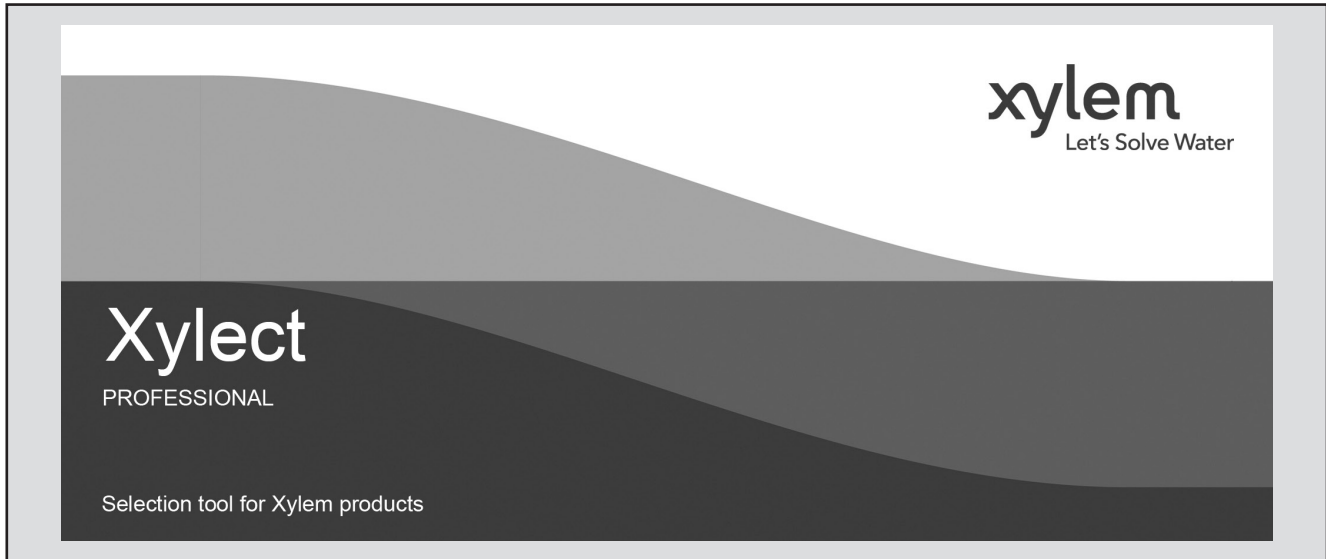 xylem
Let's Solve Water
Xylect
PROFESSIONAL
Selection tool for Xylem products